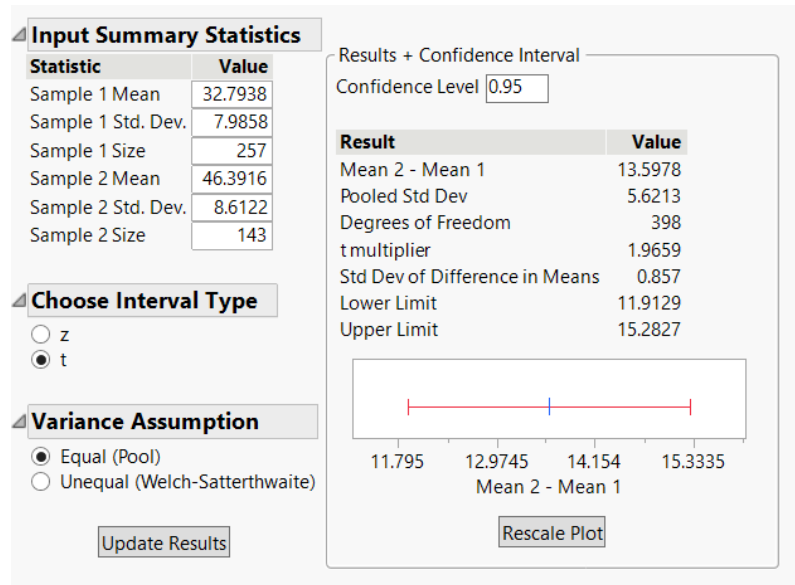 Input Summary Statistics
Statistic Value
Sample 1 Mean 32.7938
Sample 1 Std. Dev. 7.9858
Sample 1 Size 257
Sample 2 Mean 46.3916
Sample 2 Std. Dev. 8.6122
Sample 2 Size 143
Choose Interval Type
z
t
Variance Assumption
Equal (Pool)
Unequal (Welch-Satterthwaite)
Update Results
Results + Confidence Interval
Confidence Level 0.95
Result Value
Mean 2 - Mean 1 13.5978
Pooled Std Dev 5.6213
Degrees of Freedom 398
t multiplier 1.9659
Std Dev of Difference in Means 0.857
Lower Limit 11.9129
Upper Limit 15.2827
11.795 12.9745 14.154 15.3335
Mean 2 - Mean 1
Rescale Plot